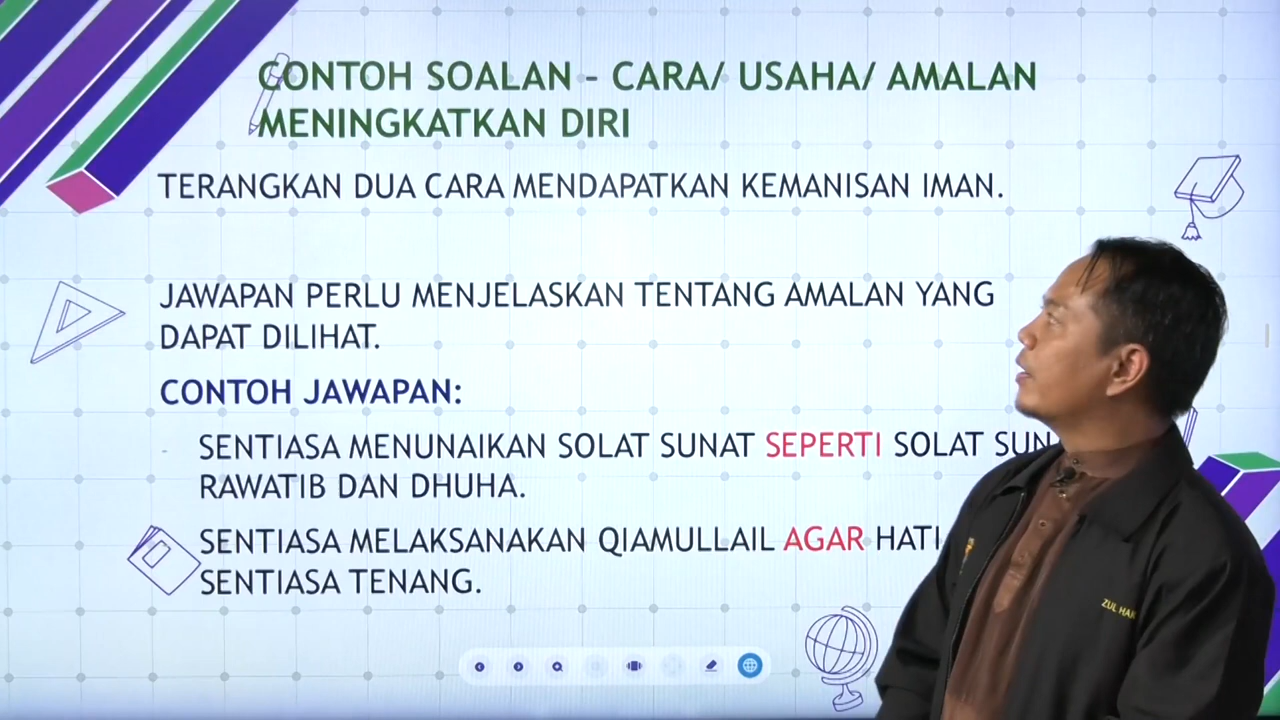 CONTOH SOALAN – CARA/ USAHA/ AMALAN
MENINGKATKAN DIRI
TERANGKAN DUA CARA MENDAPATKAN KEMANISAN IMAN.
JAWAPAN PERLU MENJELASKAN TENTANG AMALAN YANG
DAPAT DILIHAT.
CONTOH JAWAPAN:
- SENTIASA MENUNAIKAN SOLAT SUNAT SEPERTI SOLAT
RAWATIB DAN DHUHA.
SENTIASA MELAKSANAKAN QIAMULLAIL AGAR HATI
SENTIASA TENANG.
ZUL